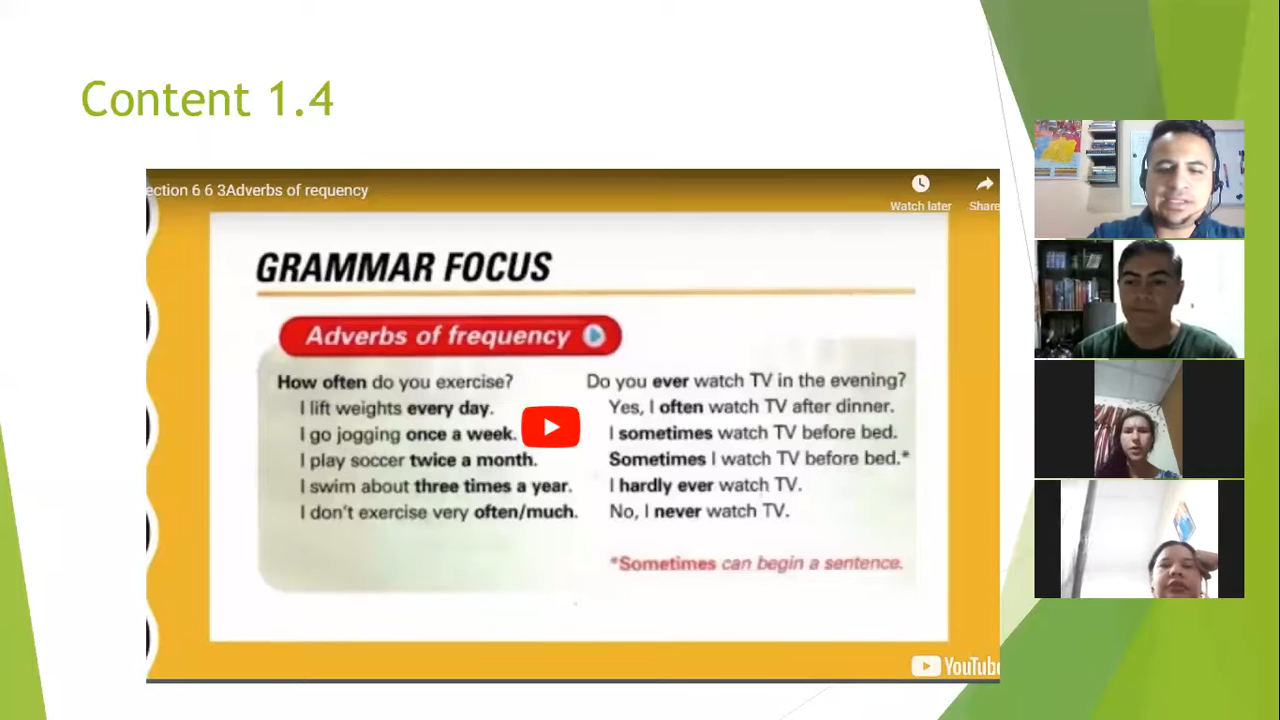 Content 1.4
ection 6 6 3Adverbs of requency
Watch later
Share
GRAMMAR FOCUS
Adverbs of frequency
How often do you exercise?
I lift weights every day.
I go jogging once a week.
I play soccer twice a month.
I swim about three times a year.
I don't exercise very often/much.
Do you ever watch TV in the evening?
Yes, I often watch TV after dinner.
I sometimes watch TV before bed.
Sometimes I watch TV before bed.*
I hardly ever watch TV.
No, I never watch TV.
*Sometimes can begin a sentence.
YouTube